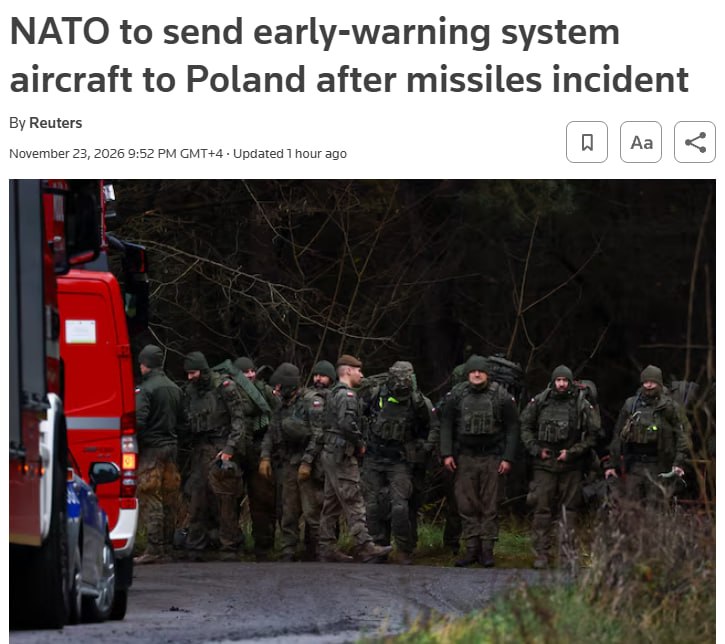 NATO to send early-warning system
aircraft to Poland after missiles incident
By Reuters
November 23, 2026 9:52 PM GMT+4 · Updated 1 hour ago
Aa